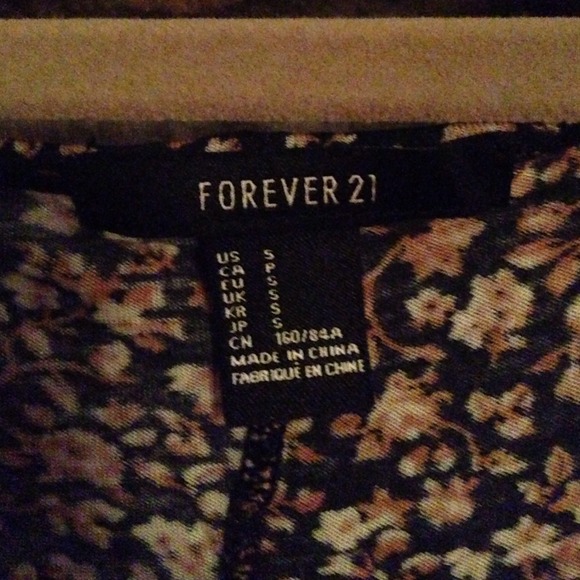 FOREVER 21
US S
CA P
EU S
UK S
KR S
JP S
CN 160/84A
MADE IN CHINA
FABRIQUÉ EN CHINE